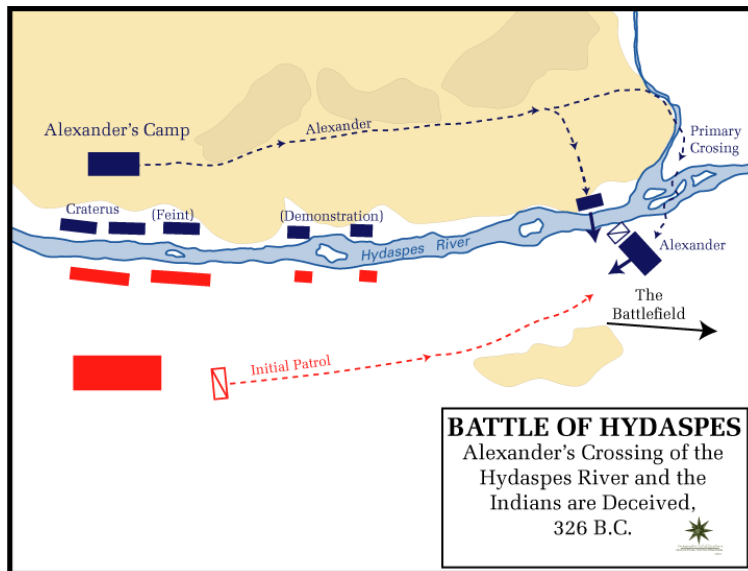 Alexander's Camp
Alexander
Primary
Crosing
Craterus
(Feint)
(Demonstration)
Hydaspes River
Alexander
The
Battlefield
Initial Patrol
BATTLE OF HYDASPES
Alexander's Crossing of the
Hydaspes River and the
Indians are Deceived,
326 B.C.